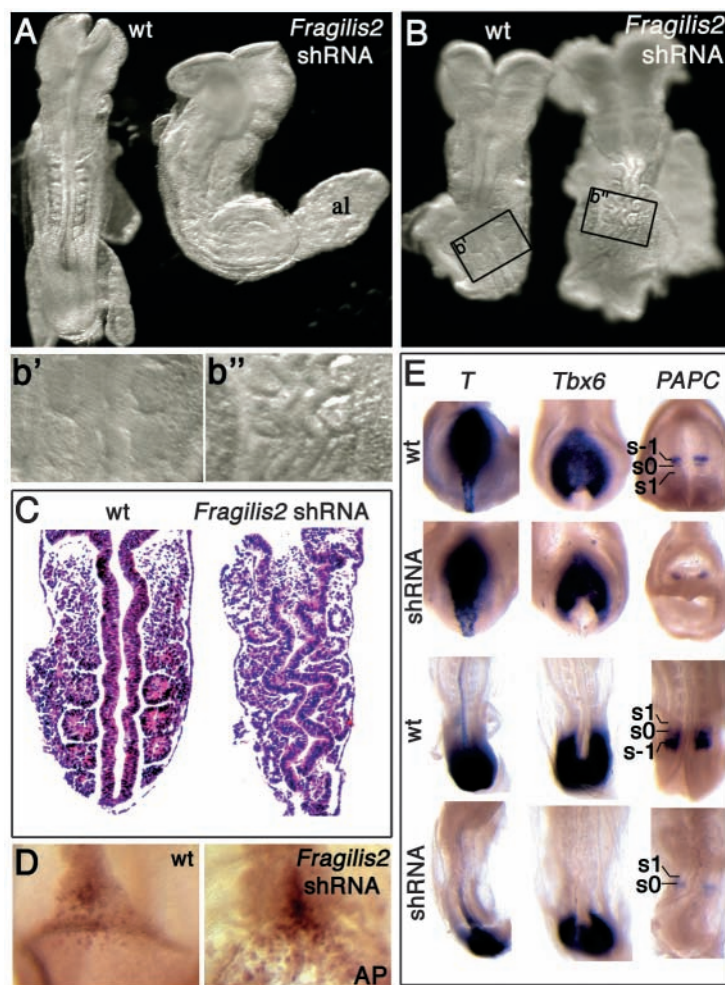 A
wt
Fragilis2
shRNA
al
B
wt
Fragilis2
shRNA
b'
b"
b'
b"
C
wt
Fragilis2 shRNA
D
wt
Fragilis2
shRNA
AP
E
T
Tbx6
PAPC
wt
s-1
s0
s1
shRNA
wt
s1
s0
s-1
shRNA
s1
s0